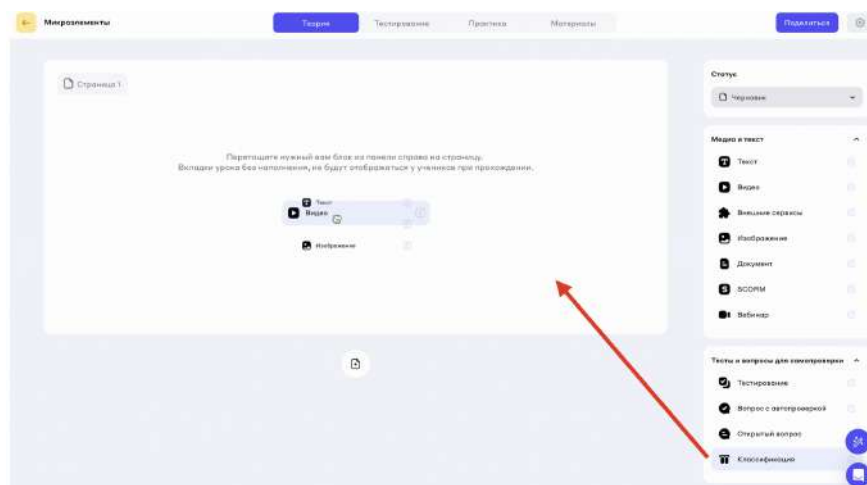 Микроэлементы
Теория
Тестирование
Практика
Материалы
Поделиться
Страница 1
Перетащите нужный вам блок из панели справа на страницу.
Вкладки урока без наполнения, не будут отображаться у учеников при прохождении.
Текст
Видео
Изображение
Статус
Черновик
Медиа и текст
Текст
Видео
Внешние сервисы
Изображение
Документ
SCORM
Вебинар
Тесты и вопросы для самопроверки
Тестирование
Вопрос с автопроверкой
Открытый вопрос
Классификация